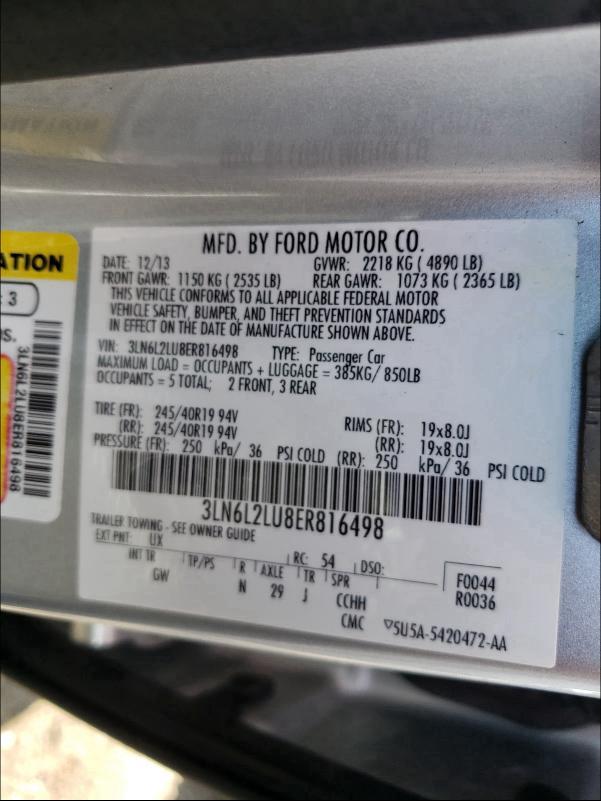 MFD. BY FORD MOTOR CO.
DATE: 12/13 GVWR: 2218 KG ( 4890 LB)
FRONT GAWR: 1150 KG ( 2535 LB) REAR GAWR: 1073 KG ( 2365 LB)
THIS VEHICLE CONFORMS TO ALL APPLICABLE FEDERAL MOTOR
VEHICLE SAFETY, BUMPER, AND THEFT PREVENTION STANDARDS
IN EFFECT ON THE DATE OF MANUFACTURE SHOWN ABOVE.
VIN: 3LN6L2LU8ER816498 TYPE: Passenger Car
MAXIMUM LOAD = OCCUPANTS + LUGGAGE = 385KG/ 850LB
OCCUPANTS = 5 TOTAL; 2 FRONT, 3 REAR
TIRE (FR): 245/40R19 94V RIMS (FR): 19x8.0J
(RR): 245/40R19 94V (RR): 19x8.0J
PRESSURE (FR): 250 kPa/ 36 PSI COLD (RR): 250 kPa/ 36 PSI COLD
3LN6L2LU8ER816498
TRAILER TOWING - SEE OWNER GUIDE
EXT PNT: UX RC: 54 DSO:
INT TR TP/PS R AXLE TR SPR F0044
GW N 29 J CCHH R0036
CMC ▽5U5A-5420472-AA
ATION
: 3
3LN6L2LU8ER816498